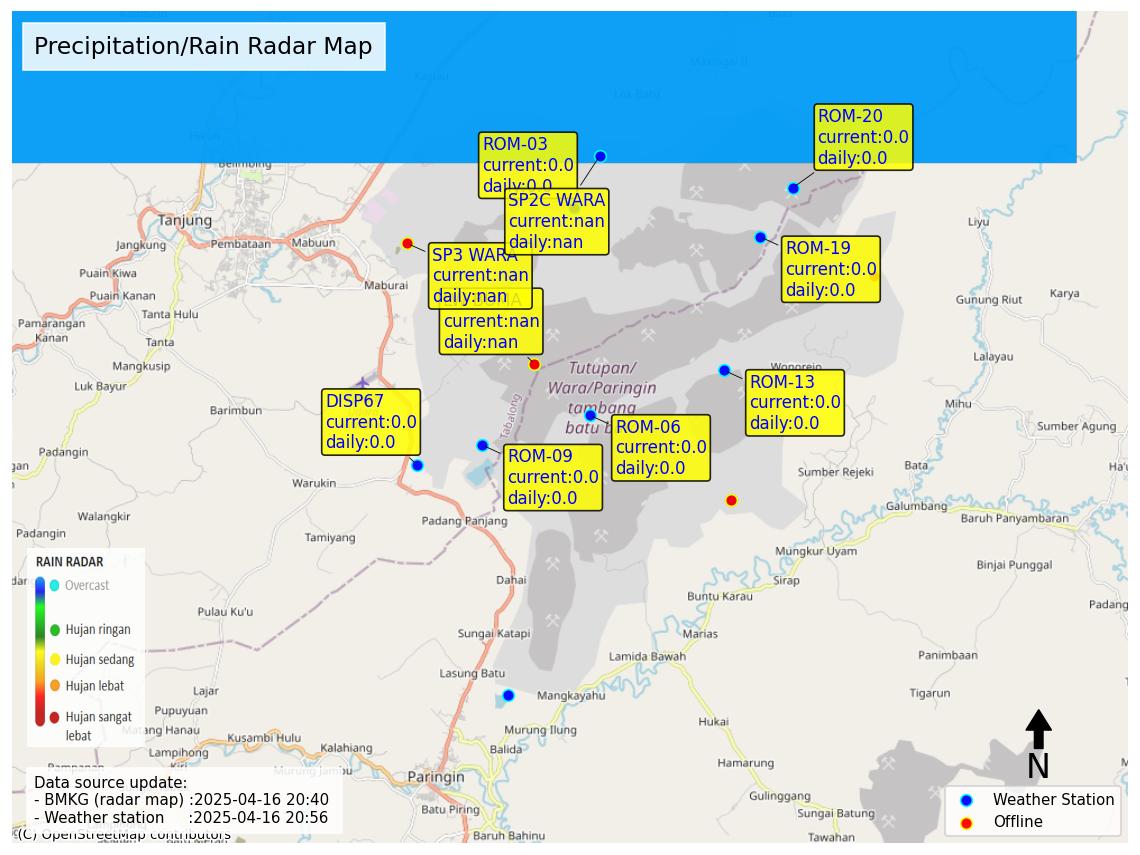 Precipitation/Rain Radar Map
Belimbing
ROM-20
current:0.0
daily:0.0
ROM-03
current:0.0
daily:0.0
SP2C WARA
current:nan
daily:nan
ROM-19
current:0.0
daily:0.0
SP3 WARA
current:nan
daily:nan
current:nan
daily:nan
Tanjung
Jangkung
Pembataan
Mabuun
Liyu
Puain Kiwa
Maburai
Puain Kanan
Tanta Hulu
Gunung Riut
Karya
Pamarangan
Kanan
Tanta
Mangkusip
Lalayau
Luk Bayur
Tutupan/
Wara/Paringin
tambang
batu
Wonorejo
ROM-13
current:0.0
daily:0.0
DISP67
current:0.0
daily:0.0
Barimbun
Mihu
Tabalong
ROM-06
current:0.0
daily:0.0
Sumber Agung
Padangin
ROM-09
current:0.0
daily:0.0
Bata
Sumber Rejeki
Warukin
Galumbang
Walangkir
Padang Panjang
Baruh Panyambaran
Padangin
Tamiyang
Mungkur Uyam
Binjai Punggal
Dahai
Sirap
Buntu Karau
Padang
Pulau Ku'u
Sungai Katapi
Marias
Lamida Bawah
Panimbaan
Lasung Batu
Lajar
Mangkayahu
Tigarun
Pupuyuan
Matang Hanau
Hukai
Murung Ilung
Kusambi Hulu
Kalahiang
Lampihong
Balida
Hamarung
Paringin
Murung Jambu
Gulinggang
Batu Piring
Sungai Batung
Baruh Bahinu
Tawahan
RAIN RADAR
Overcast
Hujan ringan
Hujan sedang
Hujan lebat
Hujan sangat
lebat
Data source update:
- BMKG (radar map) :2025-04-16 20:40
- Weather station :2025-04-16 20:56
(C) OpenStreetMap contributors
N
Weather Station
Offline